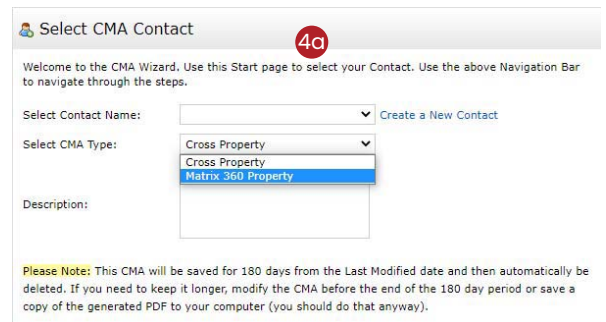 Select CMA Contact
4a
Welcome to the CMA Wizard. Use this Start page to select your Contact. Use the above Navigation Bar
to navigate through the steps.
Select Contact Name: Create a New Contact
Select CMA Type: Cross Property
Cross Property
Matrix 360 Property
Description:
Please Note: This CMA will be saved for 180 days from the Last Modified date and then automatically be
deleted. If you need to keep it longer, modify the CMA before the end of the 180 day period or save a
copy of the generated PDF to your computer (you should do that anyway).